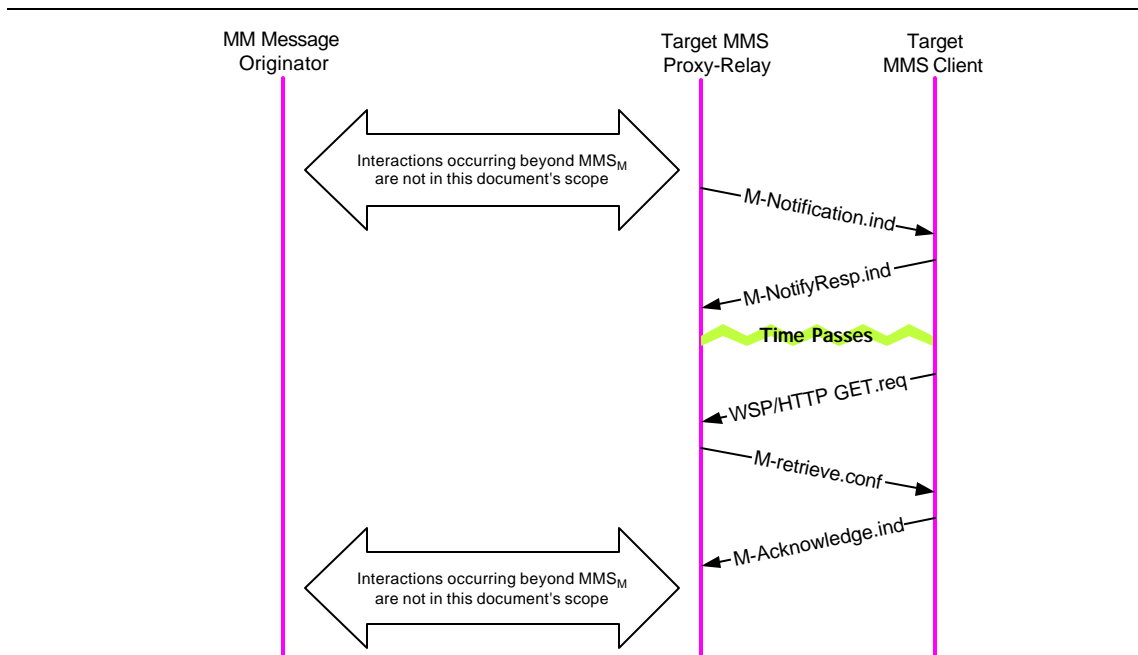 MM Message
Originator
Target MMS
Proxy-Relay
Target
MMS Client
Interactions occurring beyond MMSM
are not in this document's scope
M-Notification.ind
M-NotifyResp.ind
Time Passes
WSP/HTTP GET.req
M-retrieve.conf
M-Acknowledge.ind
Interactions occurring beyond MMSM
are not in this document's scope